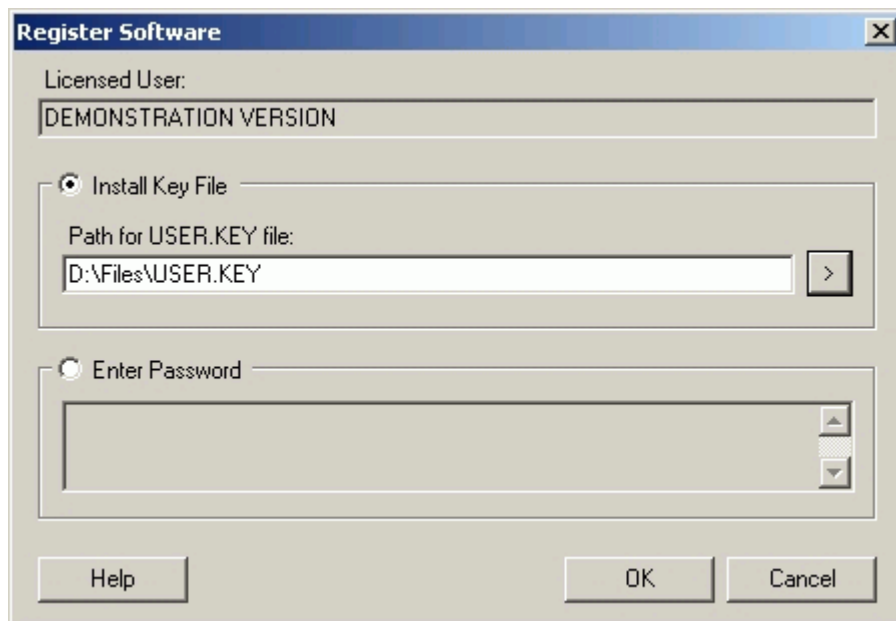 Register Software
Licensed User:
DEMONSTRATION VERSION
Install Key File
Path for USER.KEY file:
D:\Files\USER.KEY
>
Enter Password
Help
OK
Cancel